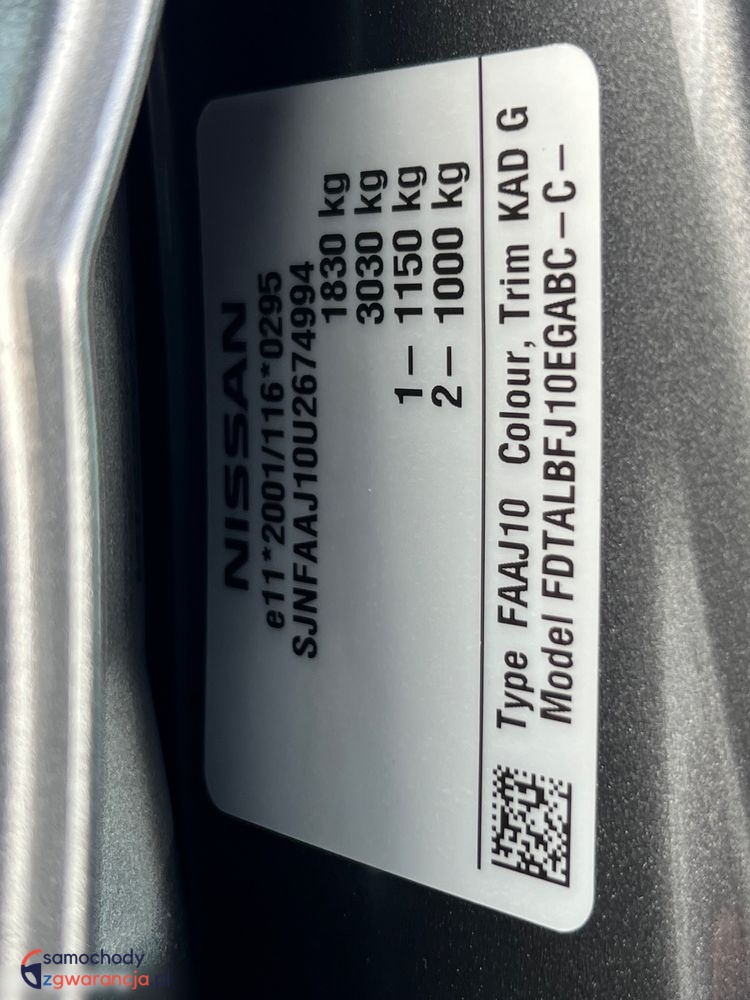 NISSAN
e11*2001/116*0295
SJNFAAJ10U2674994
1830 kg
3030 kg
1– 1150 kg
2– 1000 kg
Type FAAJ10 Colour, Trim KAD G
Model FDTALBFJ10EGABC–C–
samochody
zgwarancja.pl